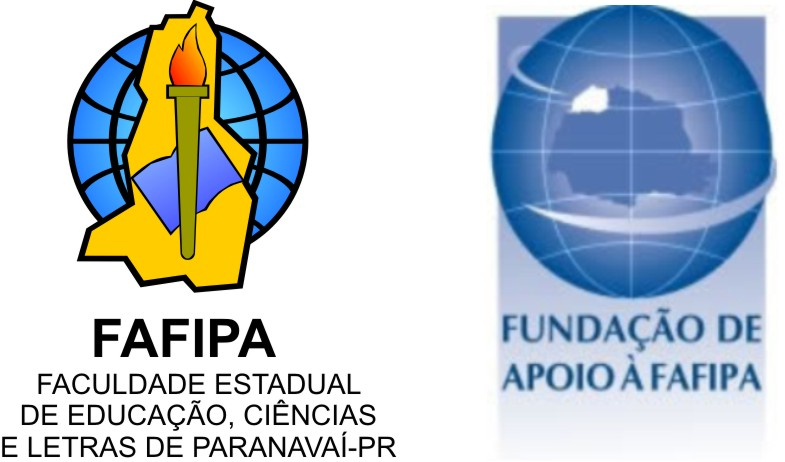 FAFIPA
FACULDADE ESTADUAL
DE EDUCAÇÃO, CIÊNCIAS
E LETRAS DE PARANAVAÍ-PR
FUNDAÇÃO DE
APOIO À FAFIPA